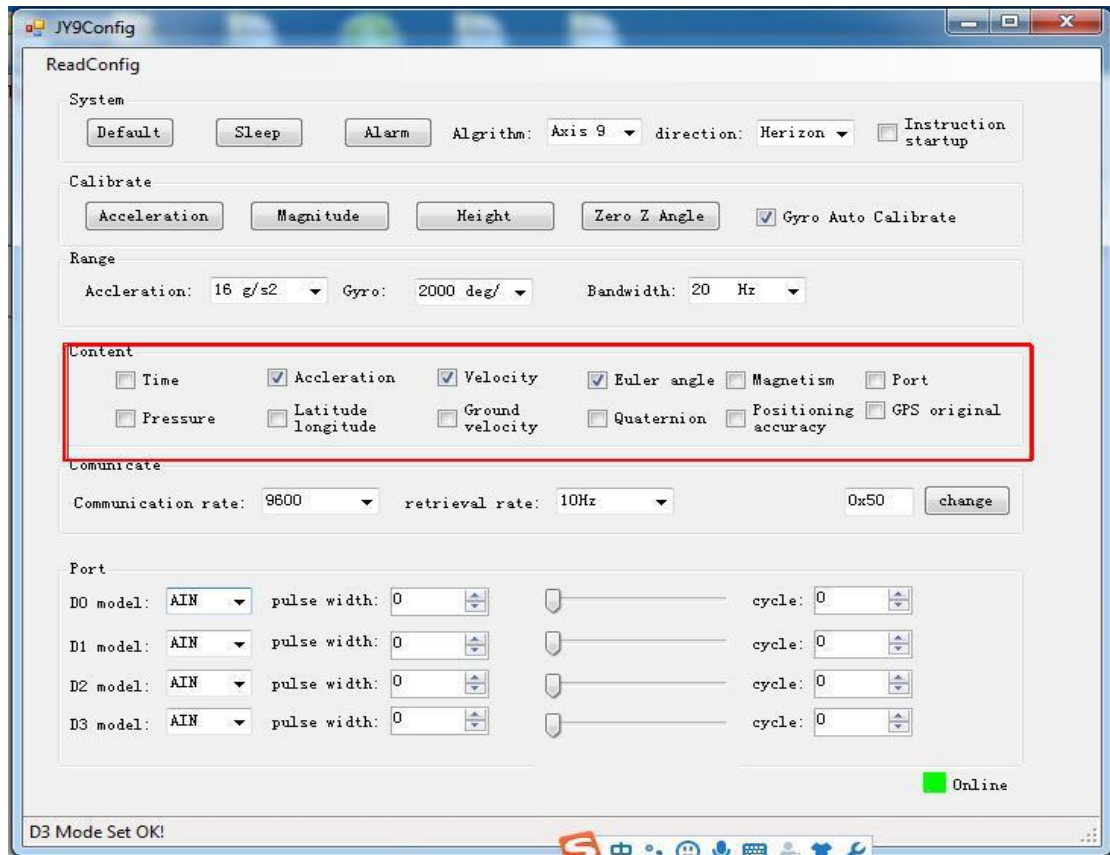 JY9Config
ReadConfig
System
Default Sleep Alarm Algrithm: Axis 9 direction: Herizon Instruction startup
Calibrate
Acceleration Magnitude Height Zero Z Angle Gyro Auto Calibrate
Range
Accleration: 16 g/s2 Gyro: 2000 deg/ Bandwidth: 20 Hz
Content
Time Accleration Velocity Euler angle Magnetism Port
Pressure Latitude longitude Ground velocity Quaternion Positioning accuracy GPS original
Comunicate
Communication rate: 9600 retrieval rate: 10Hz 0x50 change
Port
D0 model: AIN pulse width: 0 cycle: 0
D1 model: AIN pulse width: 0 cycle: 0
D2 model: AIN pulse width: 0 cycle: 0
D3 model: AIN pulse width: 0 cycle: 0
Online
D3 Mode Set OK!
S 中